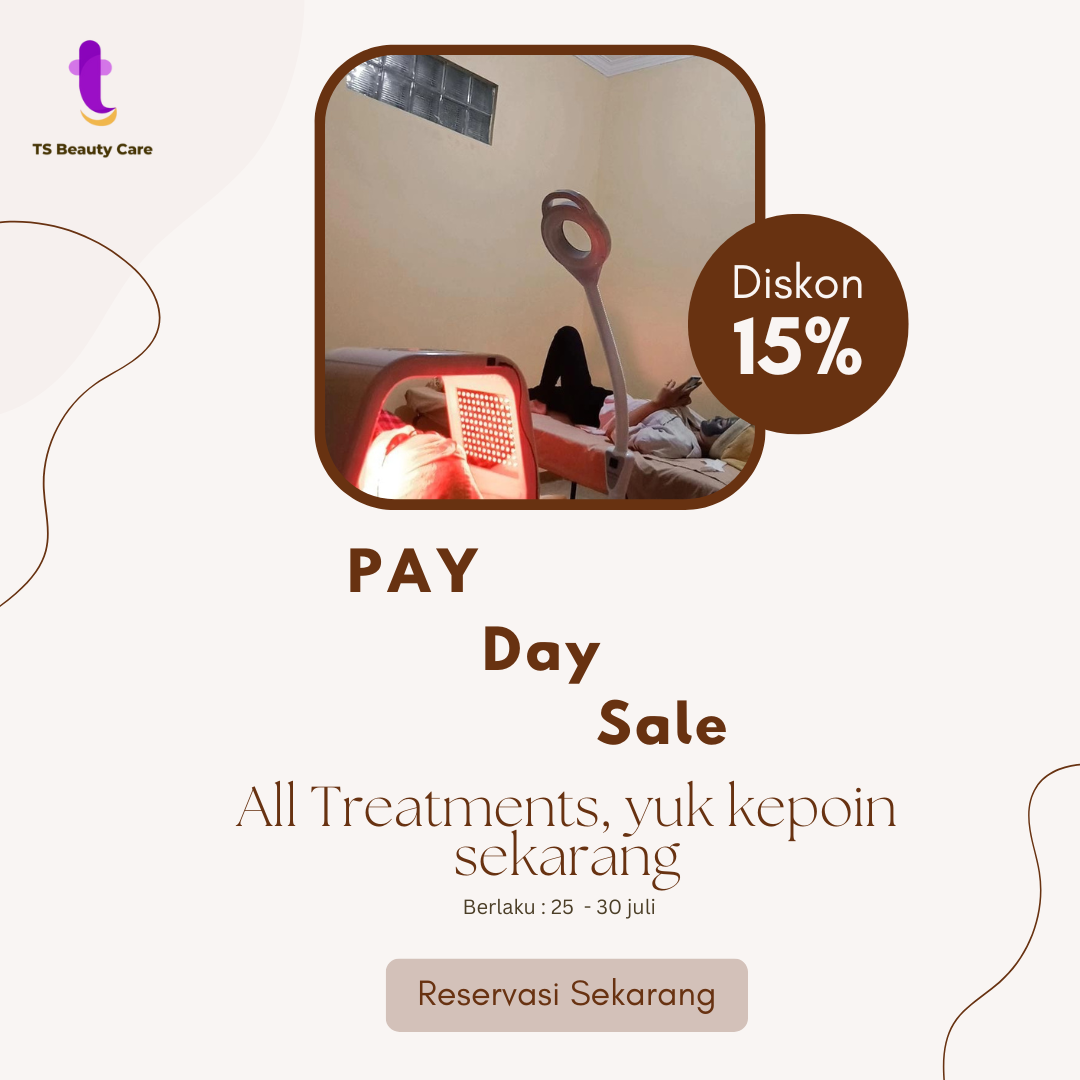 TS Beauty Care
Diskon
15%
PAY
Day
Sale
All Treatments, yuk kepoin
sekarang
Berlaku : 25 - 30 juli
Reservasi Sekarang